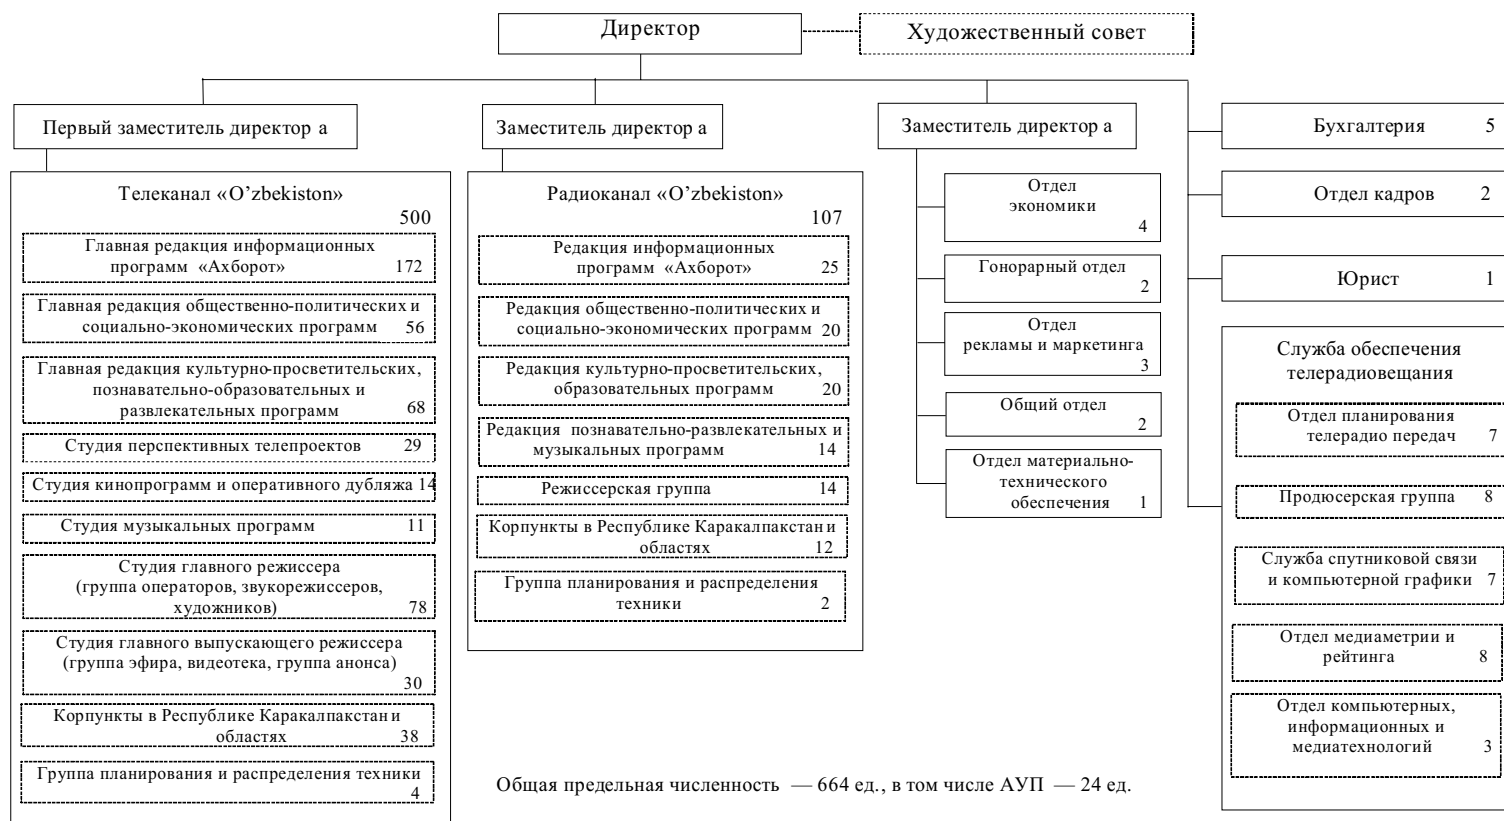 Директор
Художественный совет
Первый заместитель директора
Заместитель директора
Заместитель директора
Бухгалтерия 5
Отдел кадров 2
Юрист 1
Телеканал «O’zbekiston»
500
Главная редакция информационных
программ «Ахборот» 172
Главная редакция общественно-политических и
социально-экономических программ 56
Главная редакция культурно-просветительских,
познавательно-образовательных и
развлекательных программ 68
Студия перспективных телепроектов 29
Студия кинопрограмм и оперативного дубляжа 14
Студия музыкальных программ 11
Студия главного режиссера
(группа операторов, звукорежиссеров,
художников) 78
Студия главного выпускающего режиссера
(группа эфира, видеотека, группа анонса)
30
Корпункты в Республике Каракалпакстан и
областях 38
Группа планирования и распределения техники
4
Радиоканал «O’zbekiston»
107
Редакция информационных
программ «Ахборот» 25
Редакция общественно-политических и
социально-экономических программ 20
Редакция культурно-просветительских,
образовательных программ 20
Редакция познавательно-развлекательных и
музыкальных программ 14
Режиссерская группа 14
Корпункты в Республике Каракалпакстан и
областях 12
Группа планирования и распределения
техники 2
Отдел
экономики
4
Гонорарный отдел
2
Отдел
рекламы и маркетинга
3
Общий отдел
2
Отдел материально-
технического
обеспечения 1
Служба обеспечения
телерадиовещания
Отдел планирования
телерадио передач 7
Продюсерская группа 8
Служба спутниковой связи
и компьютерной графики 7
Отдел медиаметрии и
рейтинга 8
Отдел компьютерных,
информационных и
медиатехнологий 3
Общая предельная численность — 664 ед., в том числе АУП — 24 ед.